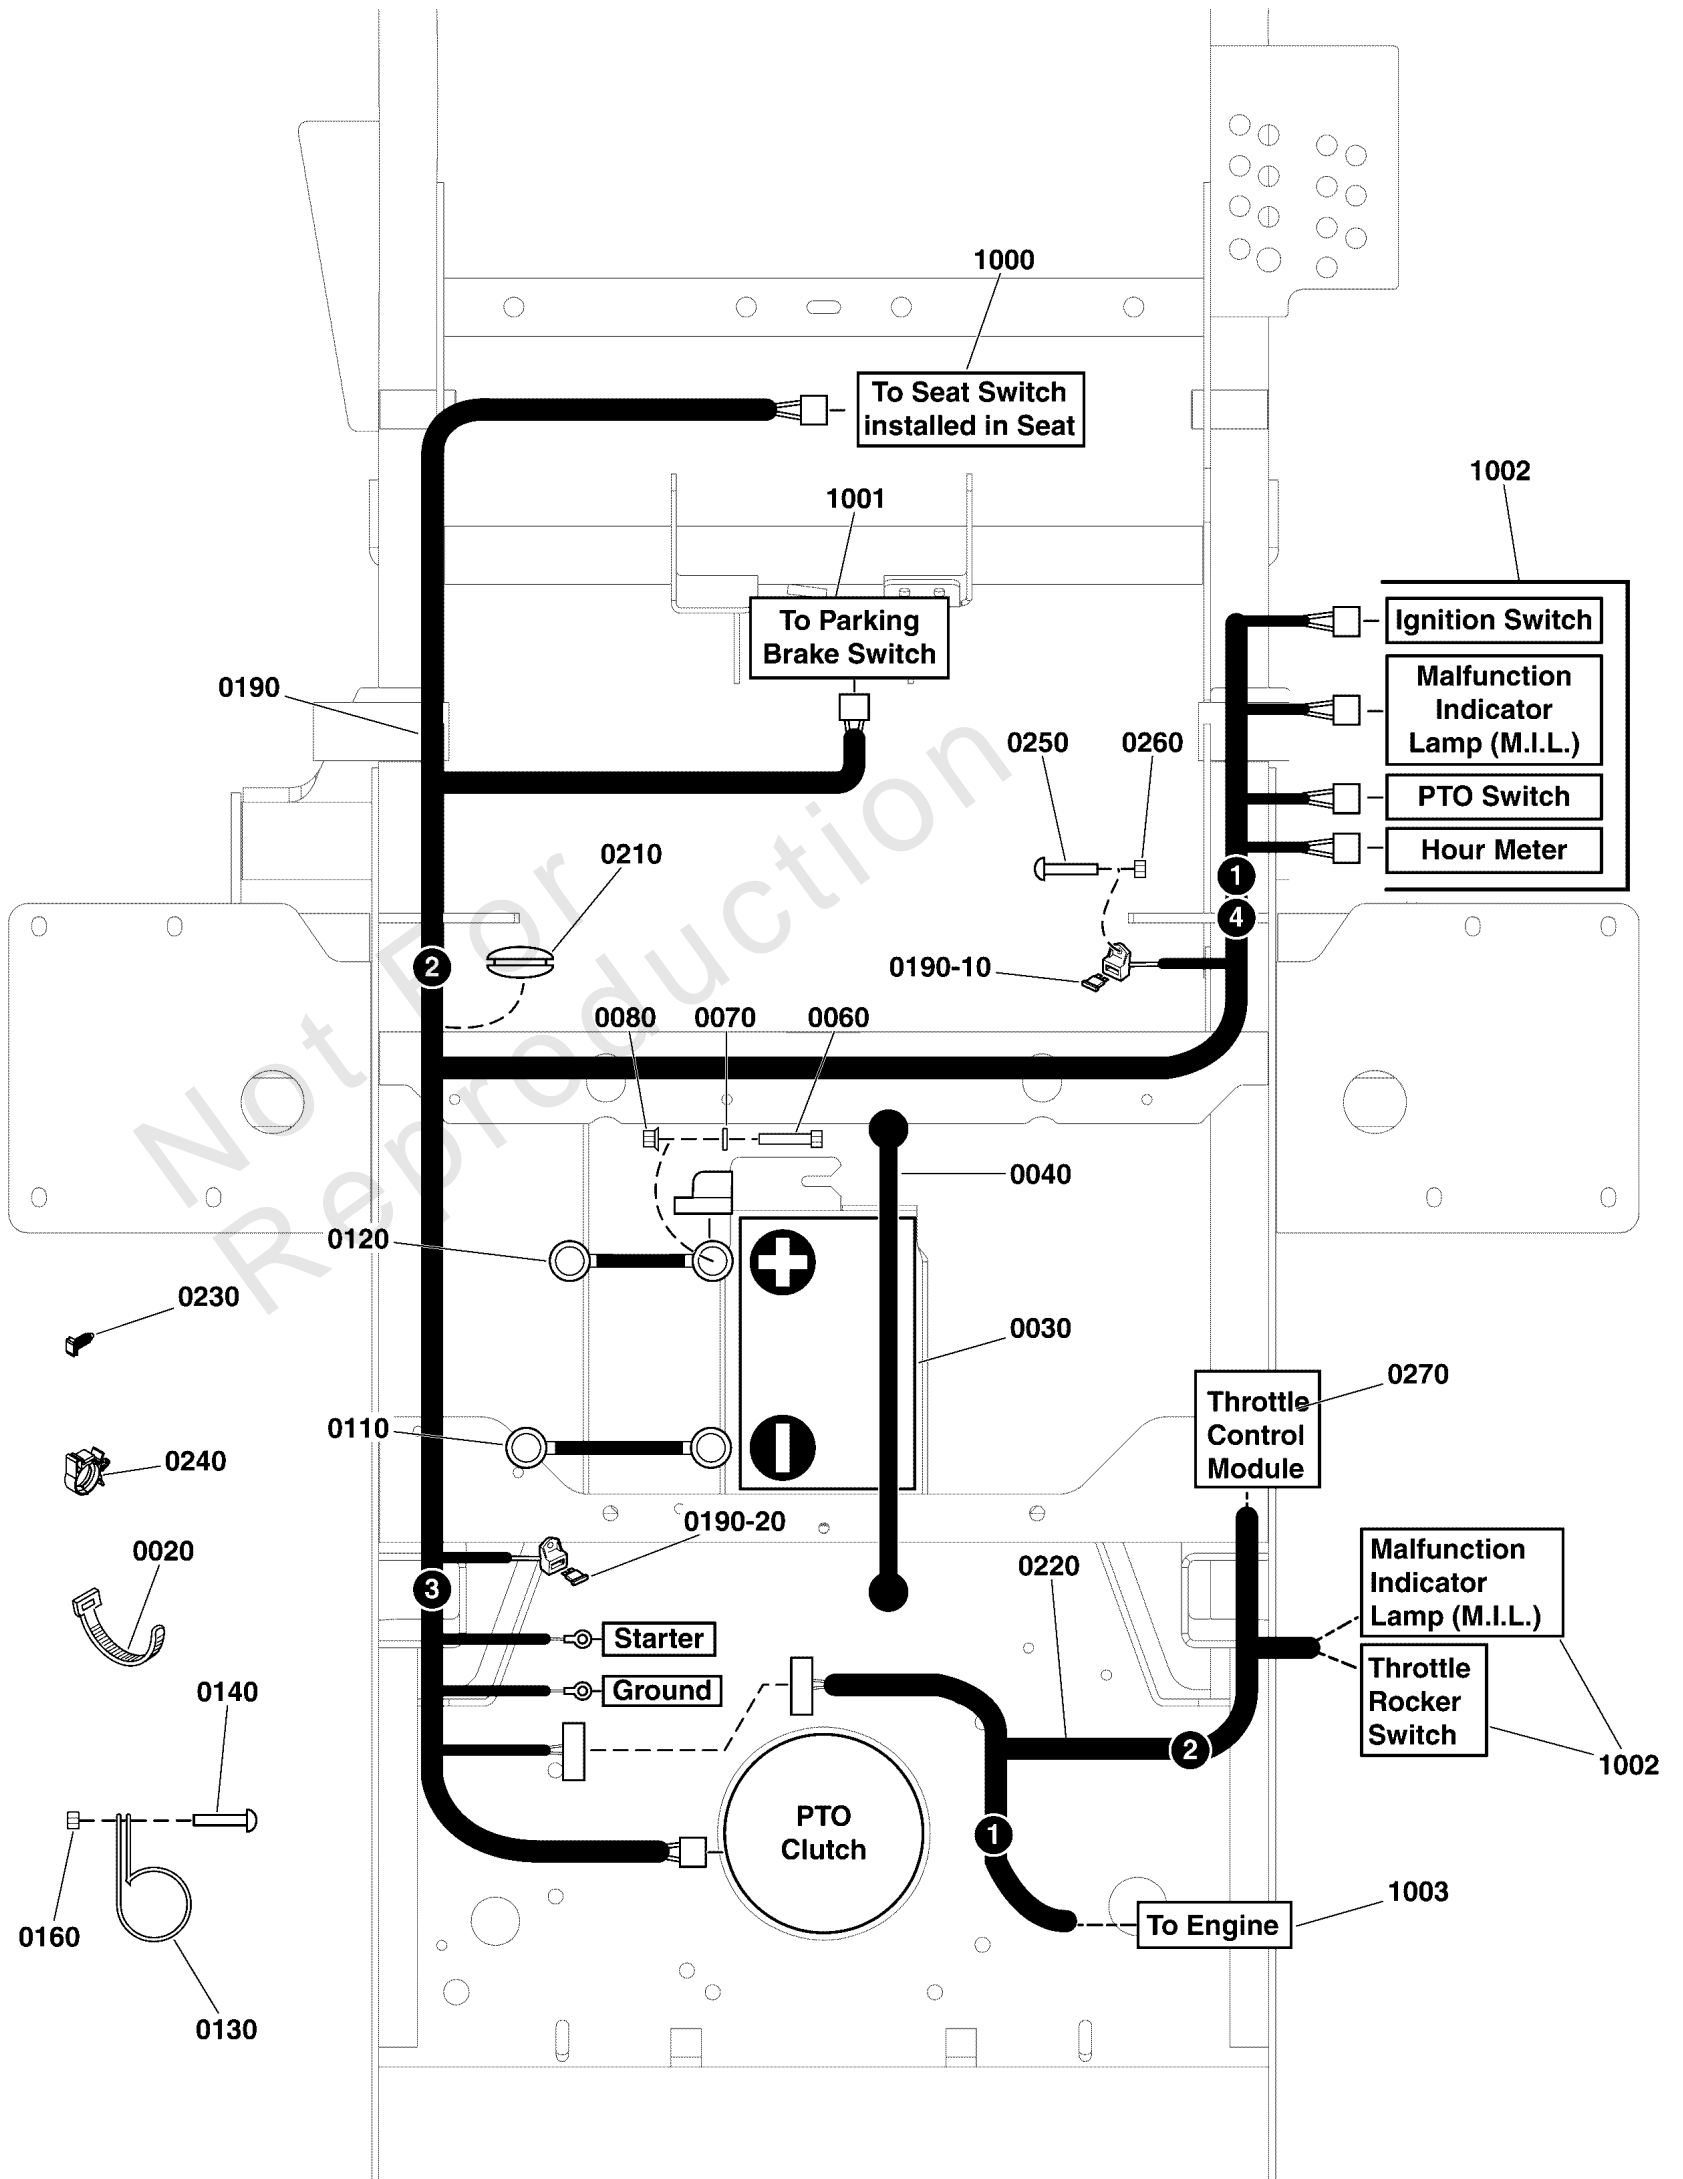 1000
To Seat Switch
installed in Seat
1002
1001
To Parking
Brake Switch
Ignition Switch
Malfunction
Indicator
Lamp (M.I.L.)
PTO Switch
Hour Meter
0190
0250
0260
0210
1
4
2
0190-10
0080
0070
0060
Not For
Reproduction
0040
0120
0230
0030
0270
Throttle
Control
Module
0110
0240
0190-20
0020
3
0220
Malfunction
Indicator
Lamp (M.I.L.)
Starter
Ground
Throttle
Rocker
Switch
0140
2
1002
PTO
Clutch
1
1003
To Engine
0160
0130